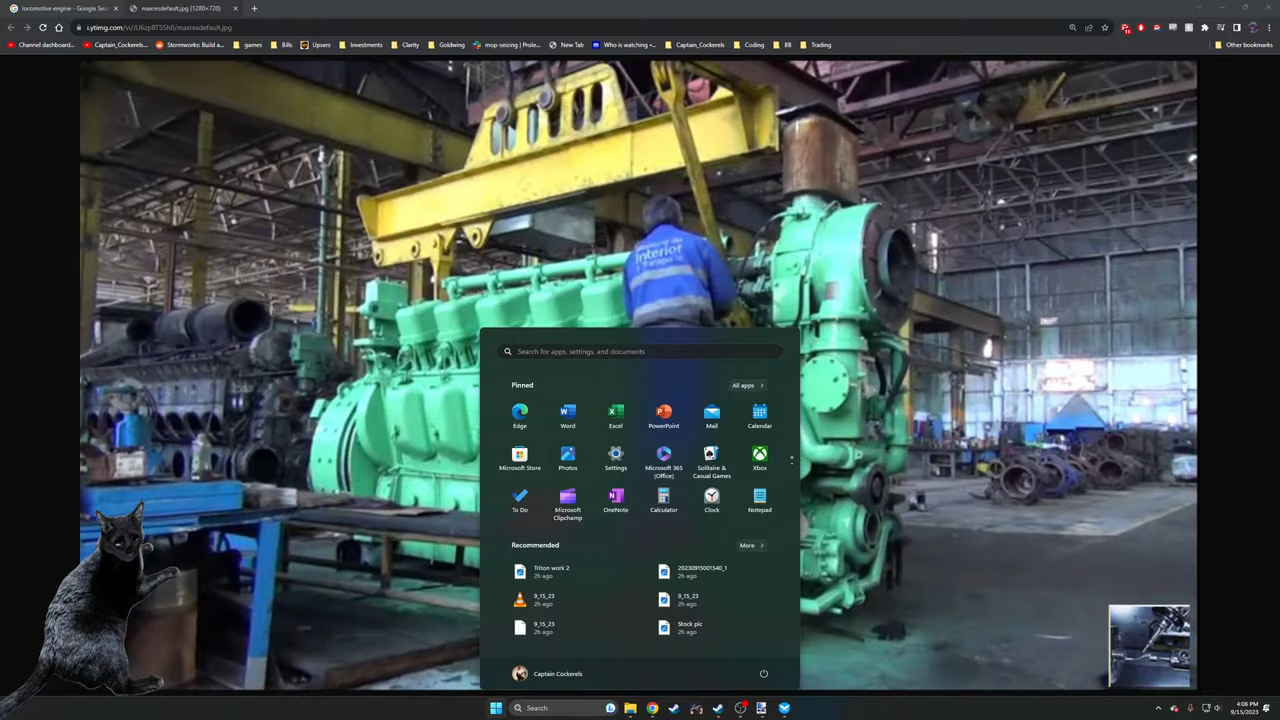 locomotive engine - Google Sea
maxresdefault.jpg (1280×720)
i.ytimg.com/vi/JU6zpBT5Sh8/maxresdefault.jpg
11
Channel dashboard...
Captain_Cockerels...
Stormworks: Build a...
games
Bills
Upsers
Investments
Clarity
Goldwing
mop-seizing | Prole...
New Tab
Who is watching •...
Captain_Cockerels
Coding
BB
Trading
Other bookmarks
Interior
Transporte
Search for apps, settings, and documents
Pinned
All apps
Edge
Word
Excel
PowerPoint
Mail
Calendar
Microsoft Store
Photos
Settings
Microsoft 365
(Office)
Solitaire &
Casual Games
Xbox
To Do
Microsoft
Clipchamp
OneNote
Calculator
Clock
Notepad
Recommended
More
Triton work 2
2h ago
20230915001540_1
2h ago
9_15_23
2h ago
9_15_23
2h ago
9_15_23
2h ago
Stock pic
2h ago
Captain Cockerels
Search
4:06 PM
9/15/2023